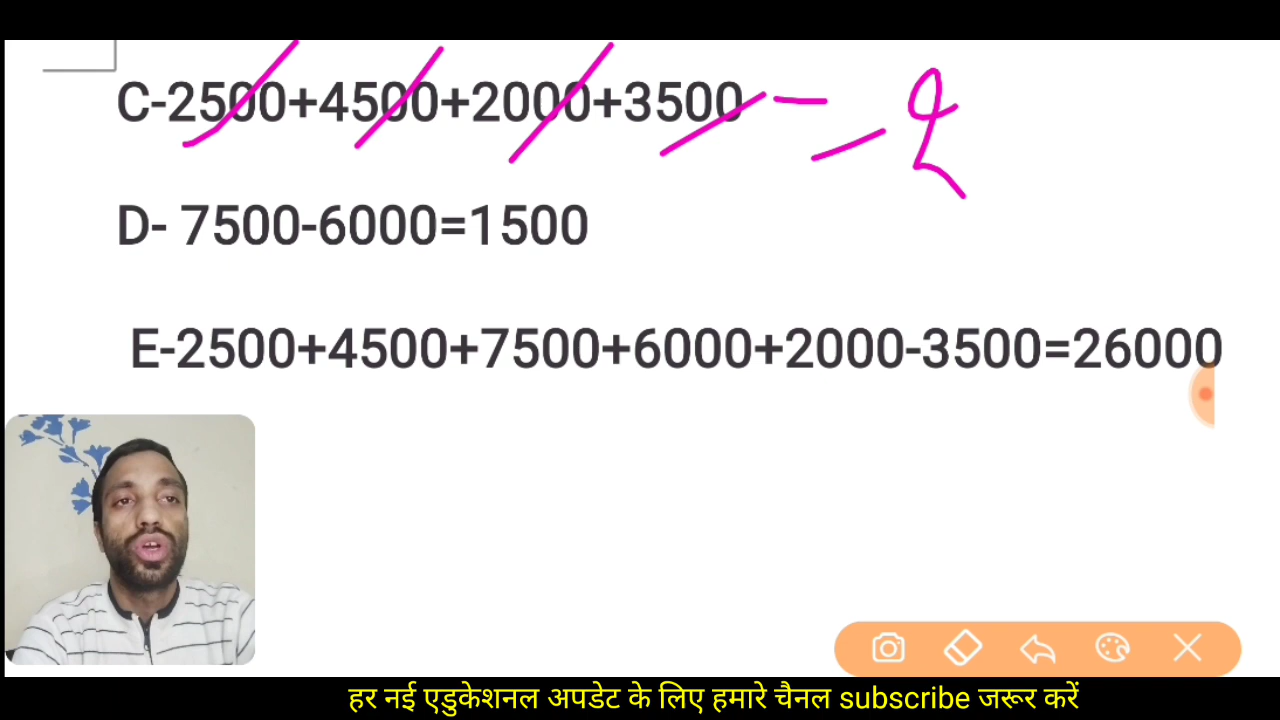 C-2500+4500+2000+3500
D- 7500-6000=1500
E-2500+4500+7500+6000+2000-3500=26000
हर नई एडुकेशनल अपडेट के लिए हमारे चैनल subscribe जरूर करें